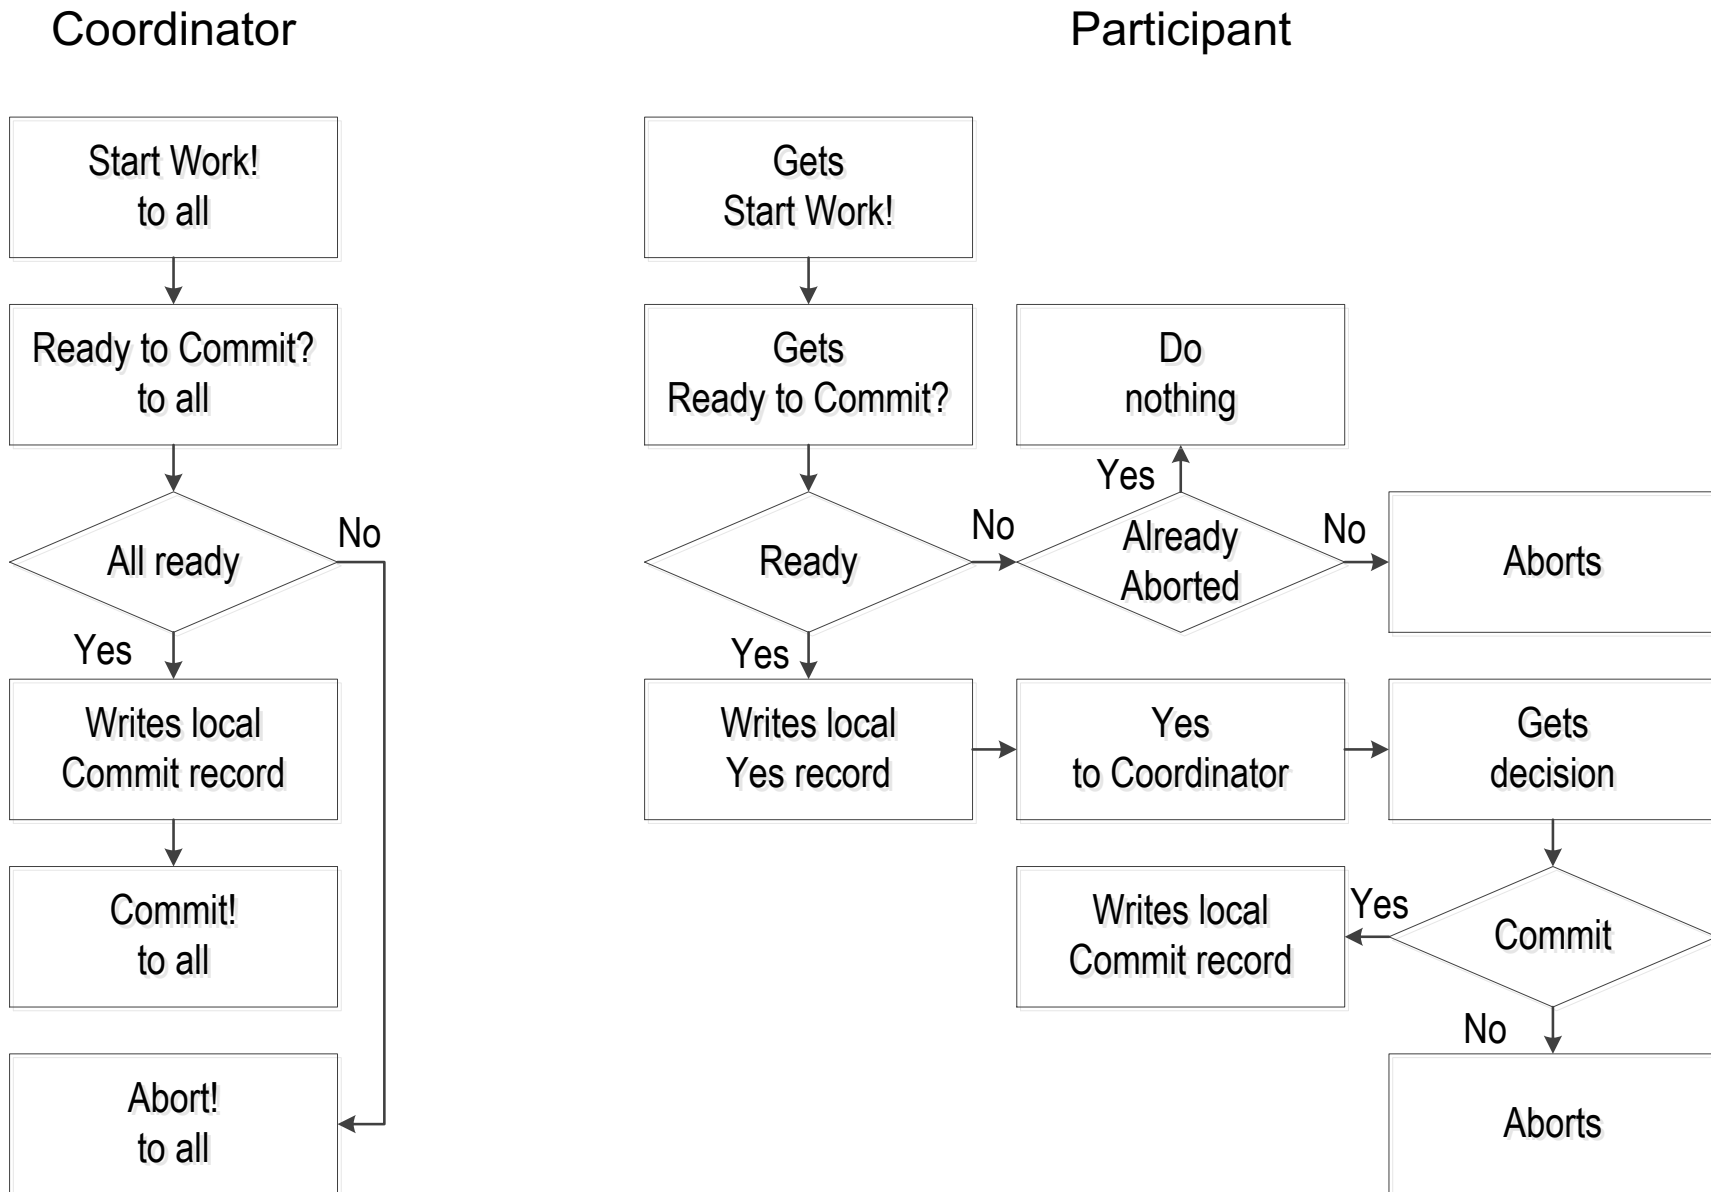 Coordinator
Participant
Start Work!
to all
Ready to Commit?
to all
All ready
No
Yes
Writes local
Commit record
Commit!
to all
Abort!
to all
Gets
Start Work!
Gets
Ready to Commit?
Ready
No
Already
Aborted
Yes
Do
nothing
No
Aborts
Yes
Writes local
Yes record
Yes
to Coordinator
Gets
decision
Commit
Yes
Writes local
Commit record
No
Aborts